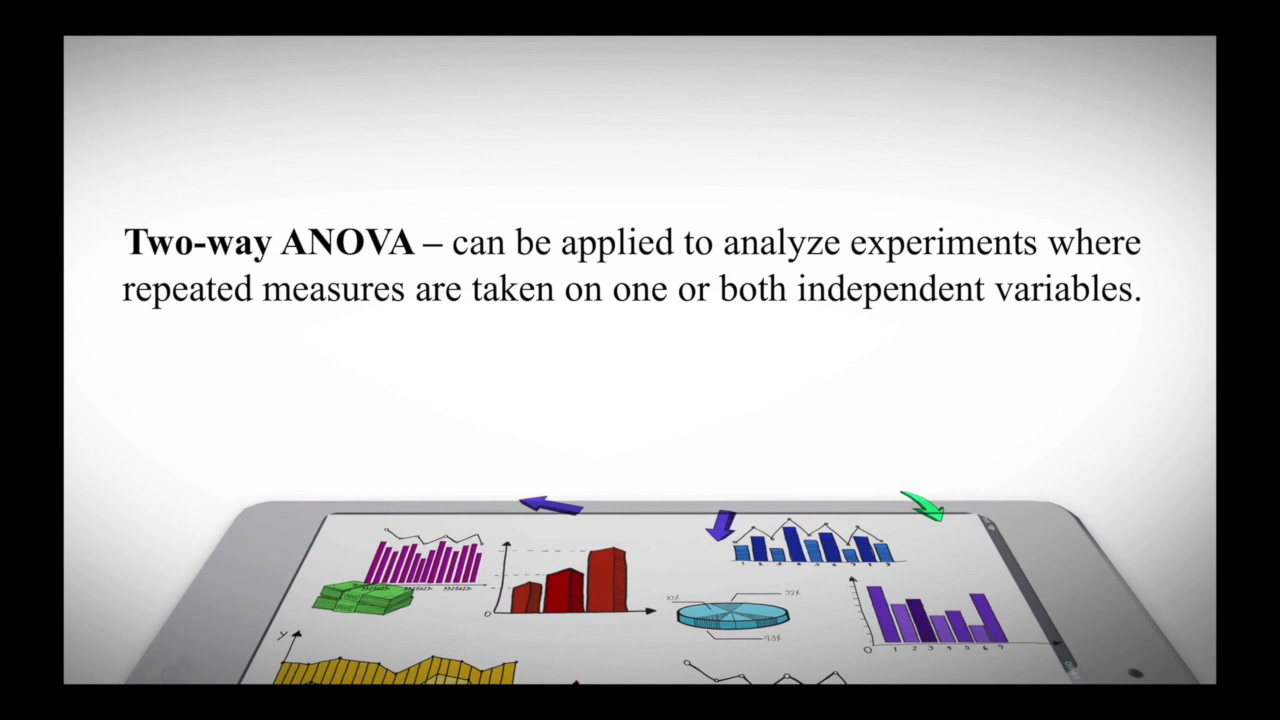 Two-way ANOVA – can be applied to analyze experiments where
repeated measures are taken on one or both independent variables.